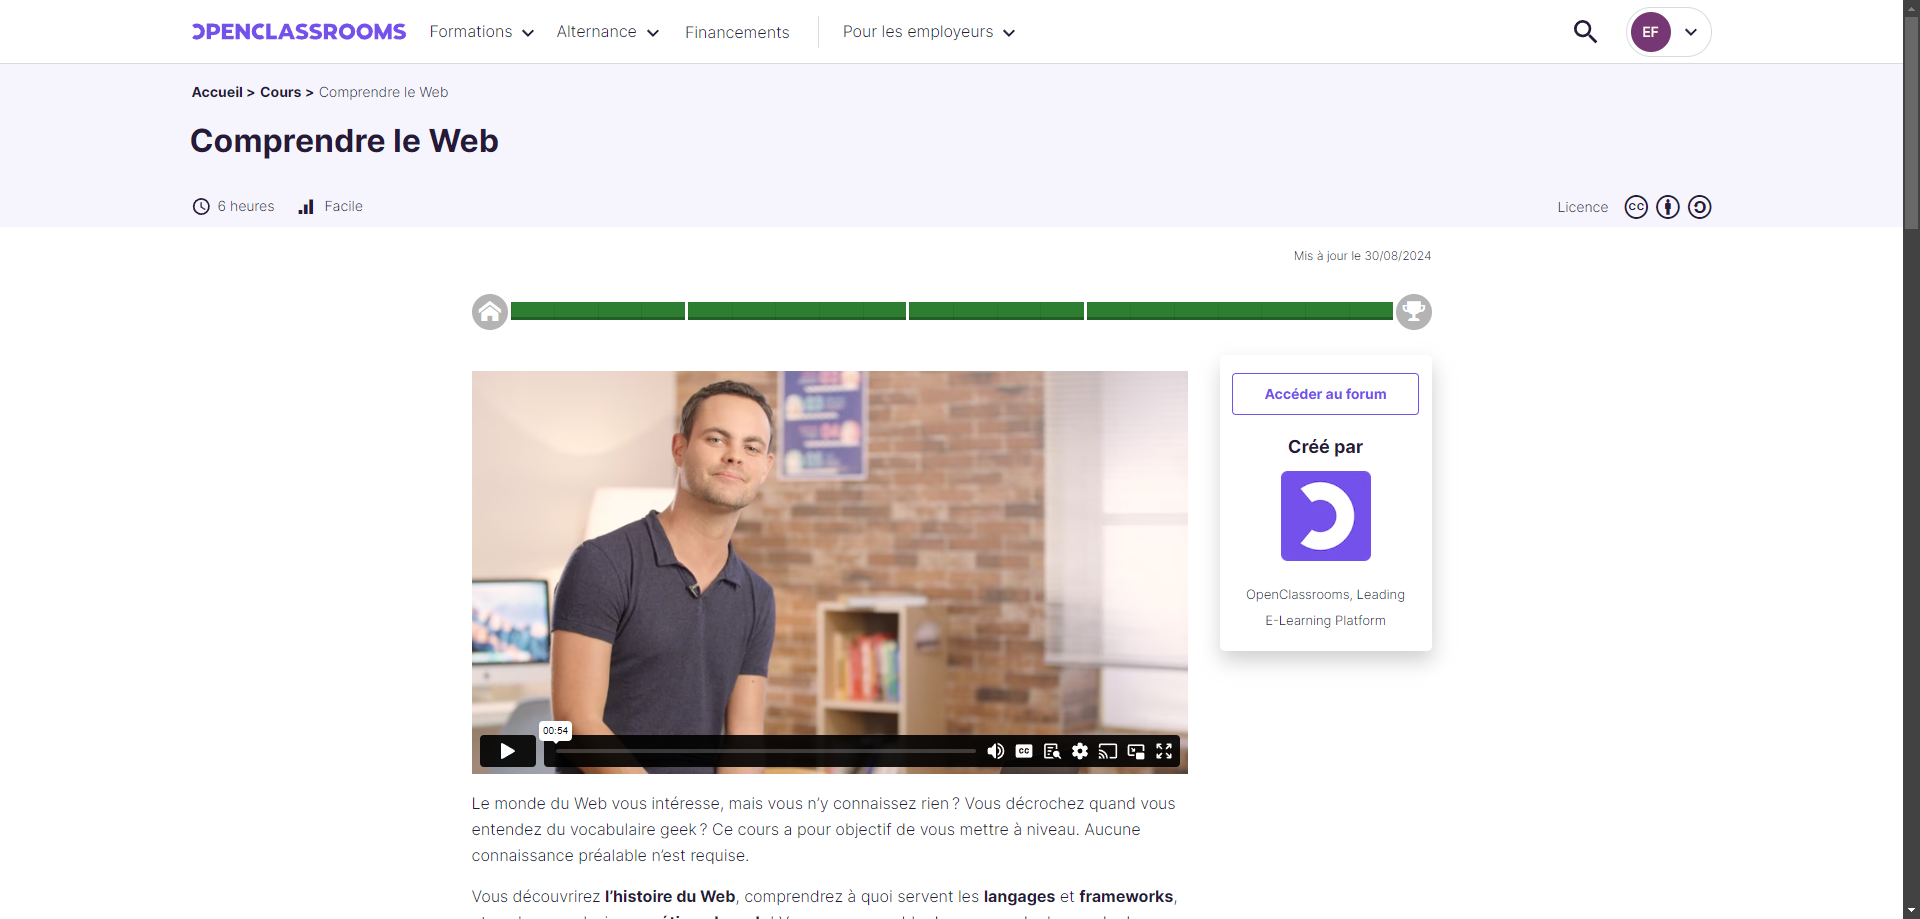 OPENCLASSROOMS Formations Alternance Financements Pour les employeurs EF
Accueil > Cours > Comprendre le Web
Comprendre le Web
6 heures Facile Licence CC
Mis à jour le 30/08/2024
Accéder au forum
Créé par
OpenClassrooms, Leading
E-Learning Platform
00:54
CC
Le monde du Web vous intéresse, mais vous n’y connaissez rien ? Vous décrochez quand vous
entendez du vocabulaire geek ? Ce cours a pour objectif de vous mettre à niveau. Aucune
connaissance préalable n’est requise.
Vous découvrirez l’histoire du Web, comprendrez à quoi servent les langages et frameworks,